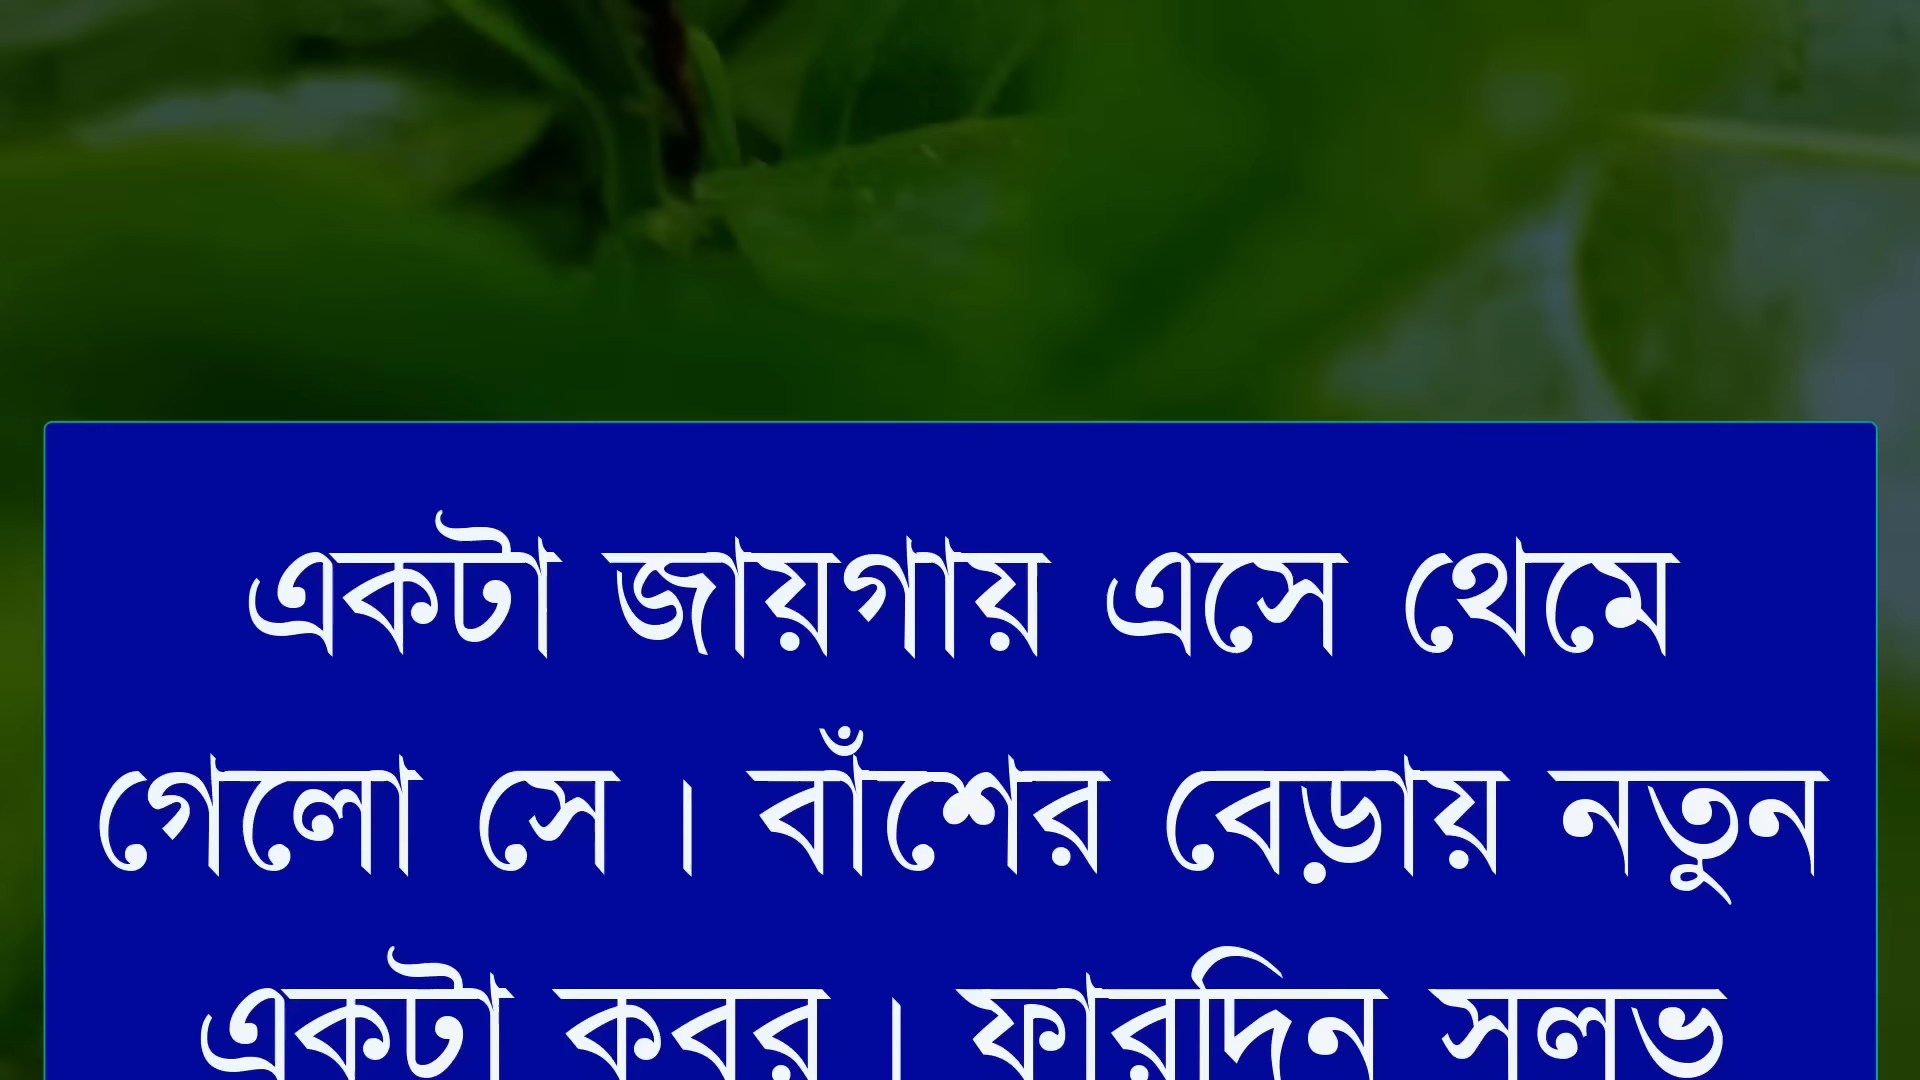 একটা জায়গায় এসে থেমে
গেলো সে। বাঁশের বেড়ায় নতুন
একটা কবর। ফারদিন সলভ